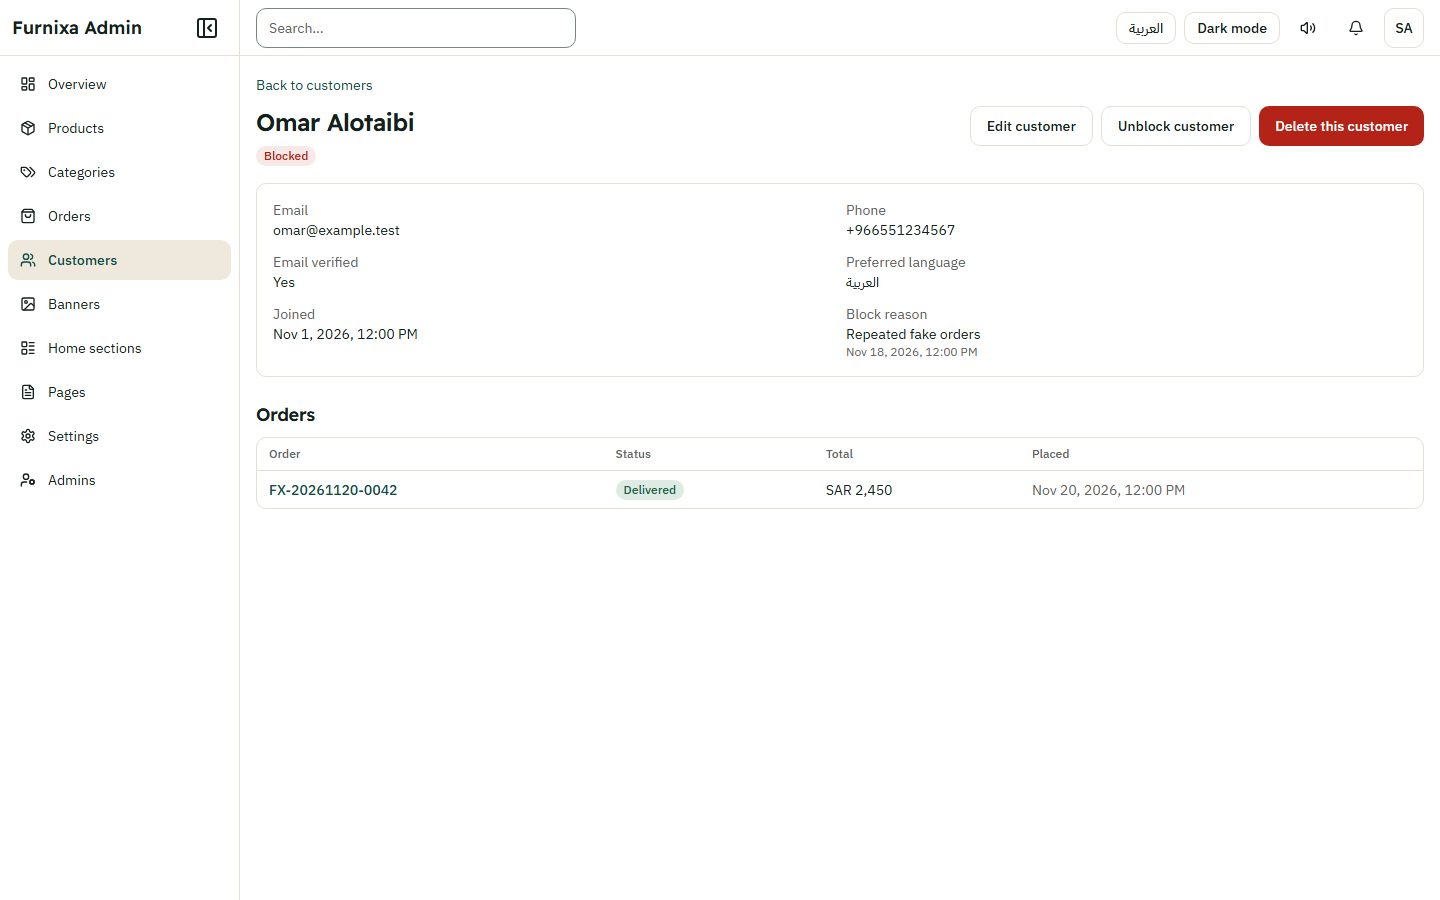 Furnixa Admin
Search...
العربية
Dark mode
SA
Overview
Products
Categories
Orders
Customers
Banners
Home sections
Pages
Settings
Admins
Back to customers
Omar Alotaibi
Blocked
Edit customer
Unblock customer
Delete this customer
Email
omar@example.test
Phone
+966551234567
Email verified
Yes
Preferred language
العربية
Joined
Nov 1, 2026, 12:00 PM
Block reason
Repeated fake orders
Nov 18, 2026, 12:00 PM
Orders
Order Status Total Placed
FX-20261120-0042 Delivered SAR 2,450 Nov 20, 2026, 12:00 PM